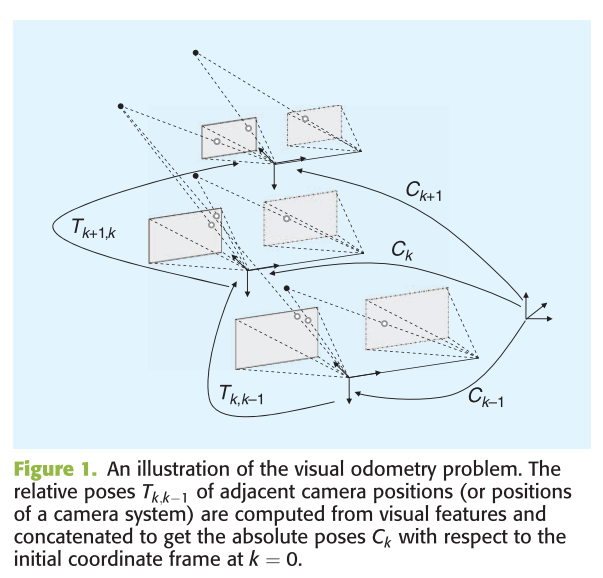 C_{k+1}
T_{k+1,k}
C_k
T_{k,k−1}
C_{k−1}
Figure 1. An illustration of the visual odometry problem. The
relative poses T_{k,k−1} of adjacent camera positions (or positions
of a camera system) are computed from visual features and
concatenated to get the absolute poses C_k with respect to the
initial coordinate frame at k = 0.